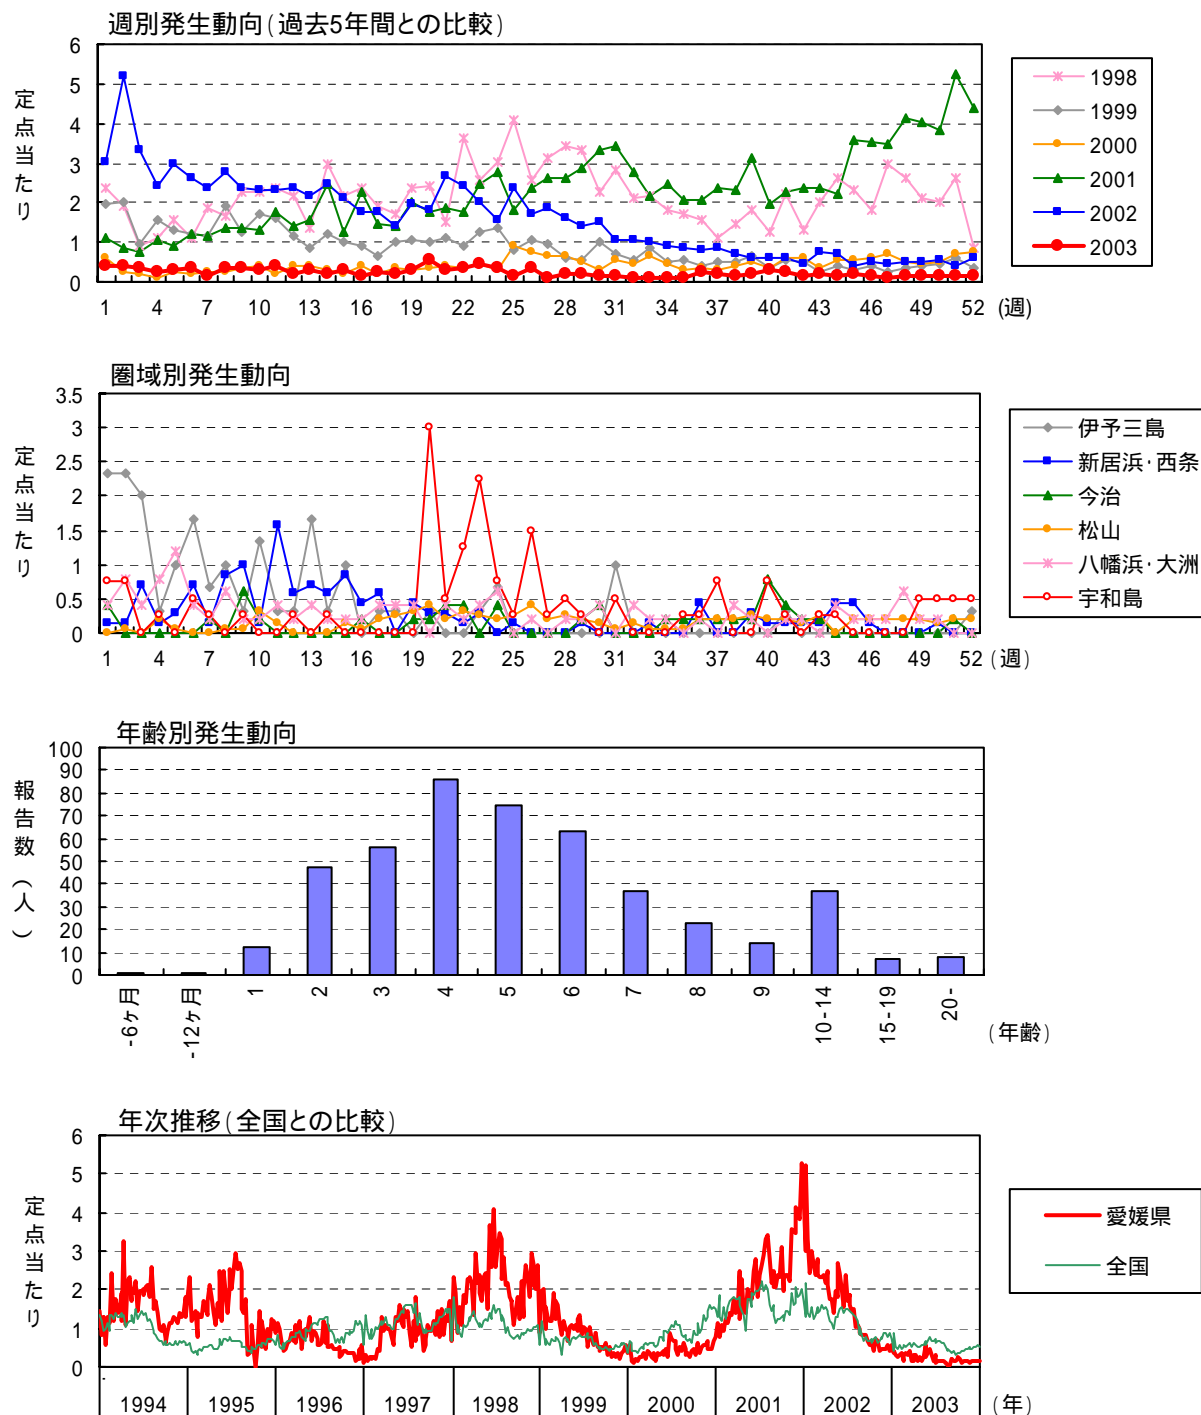 週別発生動向(過去5年間との比較)
定点当たり
6
5
4
3
2
1
0
1 4 7 10 13 16 19 22 25 28 31 34 37 40 43 46 49 52 (週)
1998
1999
2000
2001
2002
2003
圏域別発生動向
定点当たり
3.5
3
2.5
2
1.5
1
0.5
0
1 4 7 10 13 16 19 22 25 28 31 34 37 40 43 46 49 52 (週)
伊予三島
新居浜・西条
今治
松山
八幡浜・大洲
宇和島
年齢別発生動向
報告数(人)
100
90
80
70
60
50
40
30
20
10
0
-6ヶ月 -12ヶ月 1 2 3 4 5 6 7 8 9 10-14 15-19 20-
(年齢)
年次推移(全国との比較)
定点当たり
6
5
4
3
2
1
0
1994 1995 1996 1997 1998 1999 2000 2001 2002 2003 (年)
愛媛県
全国